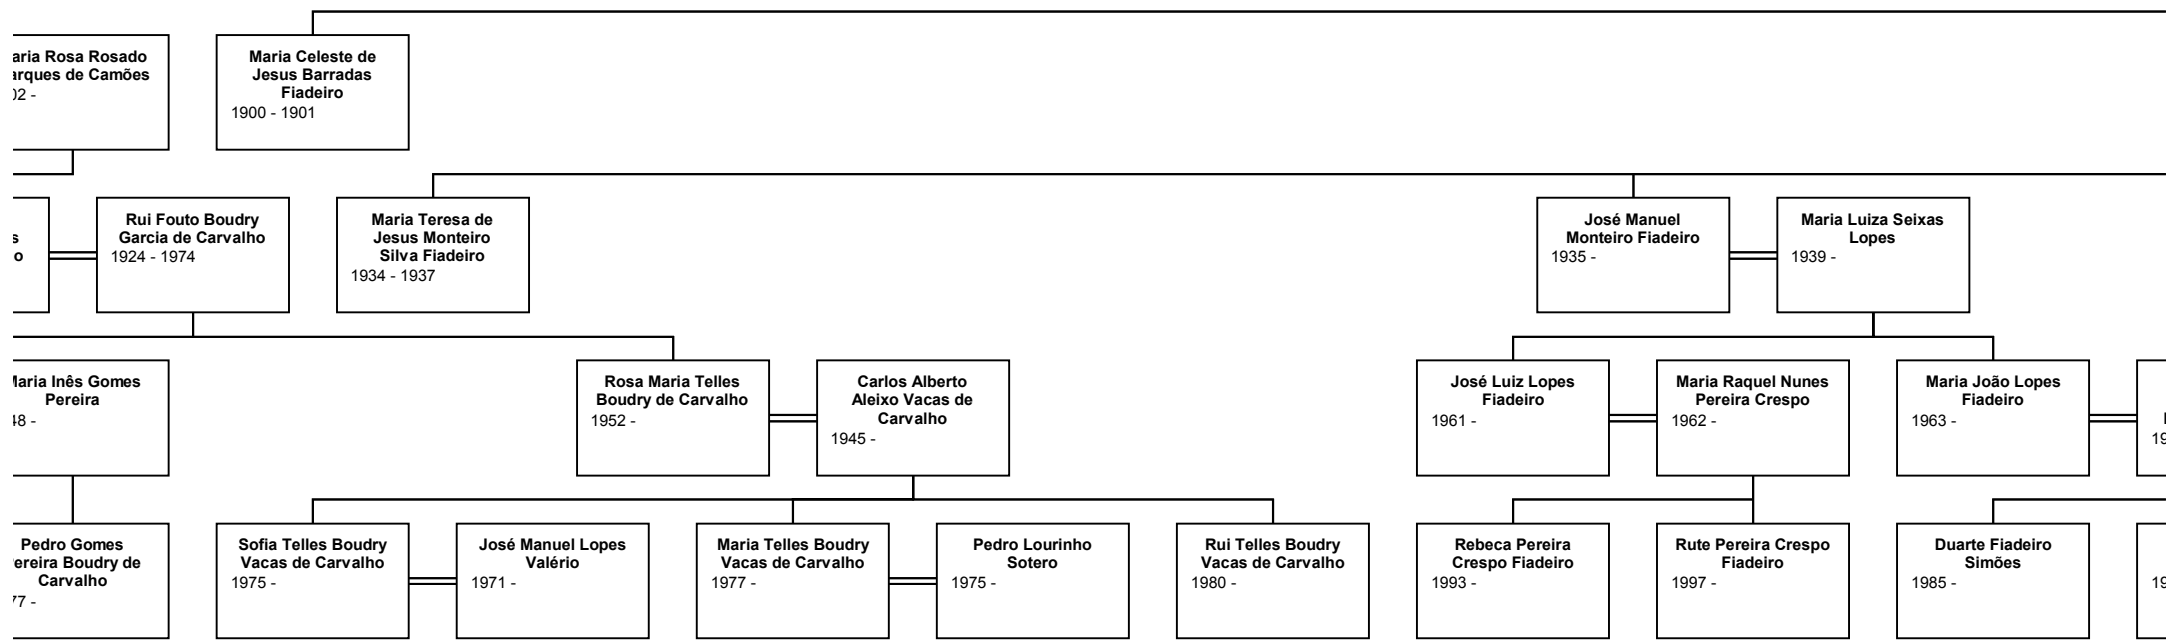 Rosa Rosado
de Camões
Maria Celeste de
Jesus Barradas
Fiadeiro
1900 - 1901
Rui Fouto Boudry
Garcia de Carvalho
1924 - 1974
Maria Teresa de
Jesus Monteiro
Silva Fiadeiro
1934 - 1937
José Manuel
Monteiro Fiadeiro
1935 -
Maria Luiza Seixas
Lopes
1939 -
Inês Gomes
Pereira
Rosa Maria Telles
Boudry de Carvalho
1952 -
Carlos Alberto
Aleixo Vacas de
Carvalho
1945 -
José Luiz Lopes
Fiadeiro
1961 -
Maria Raquel Nunes
Pereira Crespo
1962 -
Maria João Lopes
Fiadeiro
1963 -
Pedro Gomes
Boudry de
Carvalho
Sofia Telles Boudry
Vacas de Carvalho
1975 -
José Manuel Lopes
Valério
1971 -
Maria Telles Boudry
Vacas de Carvalho
1977 -
Pedro Lourinho
Sotero
1975 -
Rui Telles Boudry
Vacas de Carvalho
1980 -
Rebeca Pereira
Crespo Fiadeiro
1993 -
Rute Pereira Crespo
Fiadeiro
1997 -
Duarte Fiadeiro
Simões
1985 -